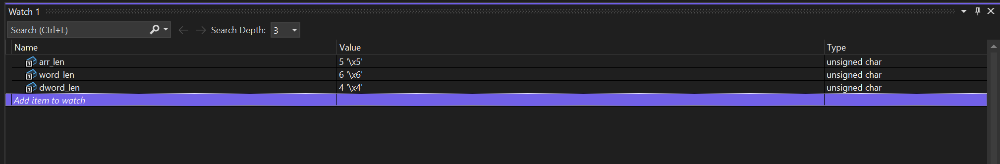 Watch 1
Search (Ctrl+E) Search Depth: 3
Name Value Type
arr_len 5 '\x5' unsigned char
word_len 6 '\x6' unsigned char
dword_len 4 '\x4' unsigned char
Add item to watch